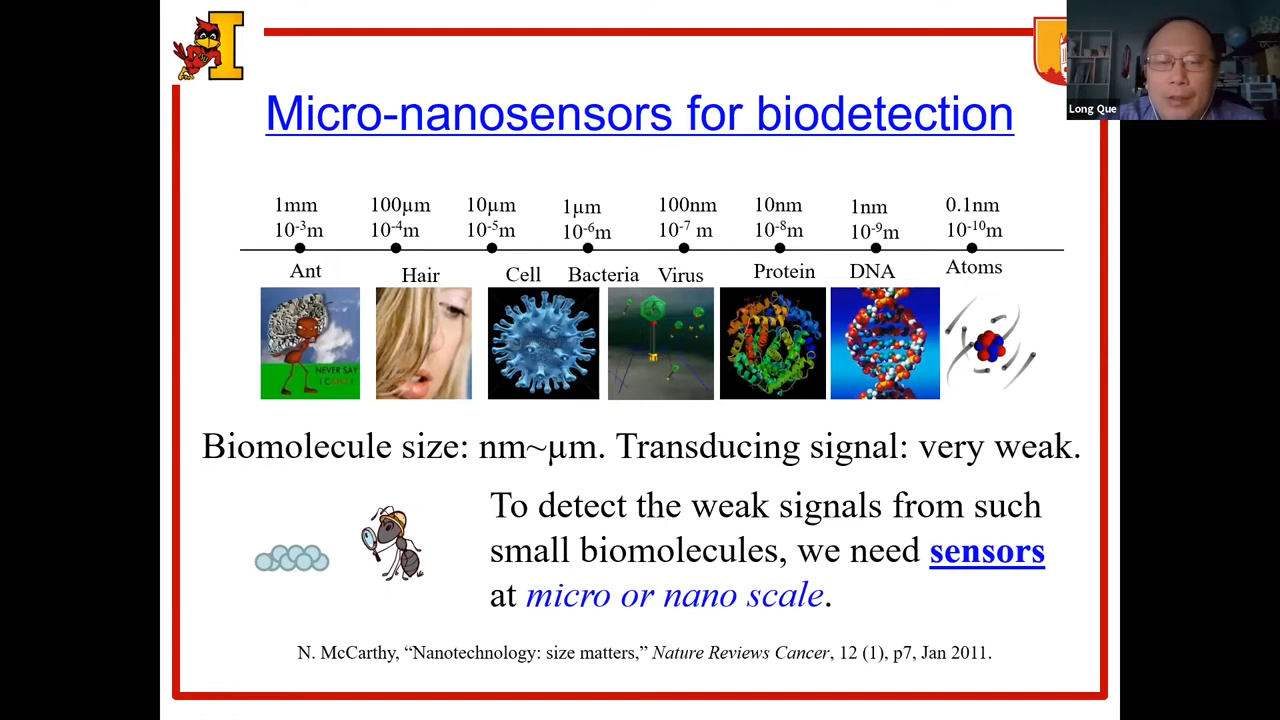 Long Que
Micro-nanosensors for biodetection
1mm 100µm 10µm 1µm 100nm 10nm 1nm 0.1nm
10⁻³m 10⁻⁴m 10⁻⁵m 10⁻⁶m 10⁻⁷ m 10⁻⁸m 10⁻⁹m 10⁻¹⁰m
Ant Hair Cell Bacteria Virus Protein DNA Atoms
NEVER SAY
I CAN'T!
Biomolecule size: nm~µm. Transducing signal: very weak.
To detect the weak signals from such
small biomolecules, we need sensors
at micro or nano scale.
N. McCarthy, “Nanotechnology: size matters,” Nature Reviews Cancer, 12 (1), p7, Jan 2011.